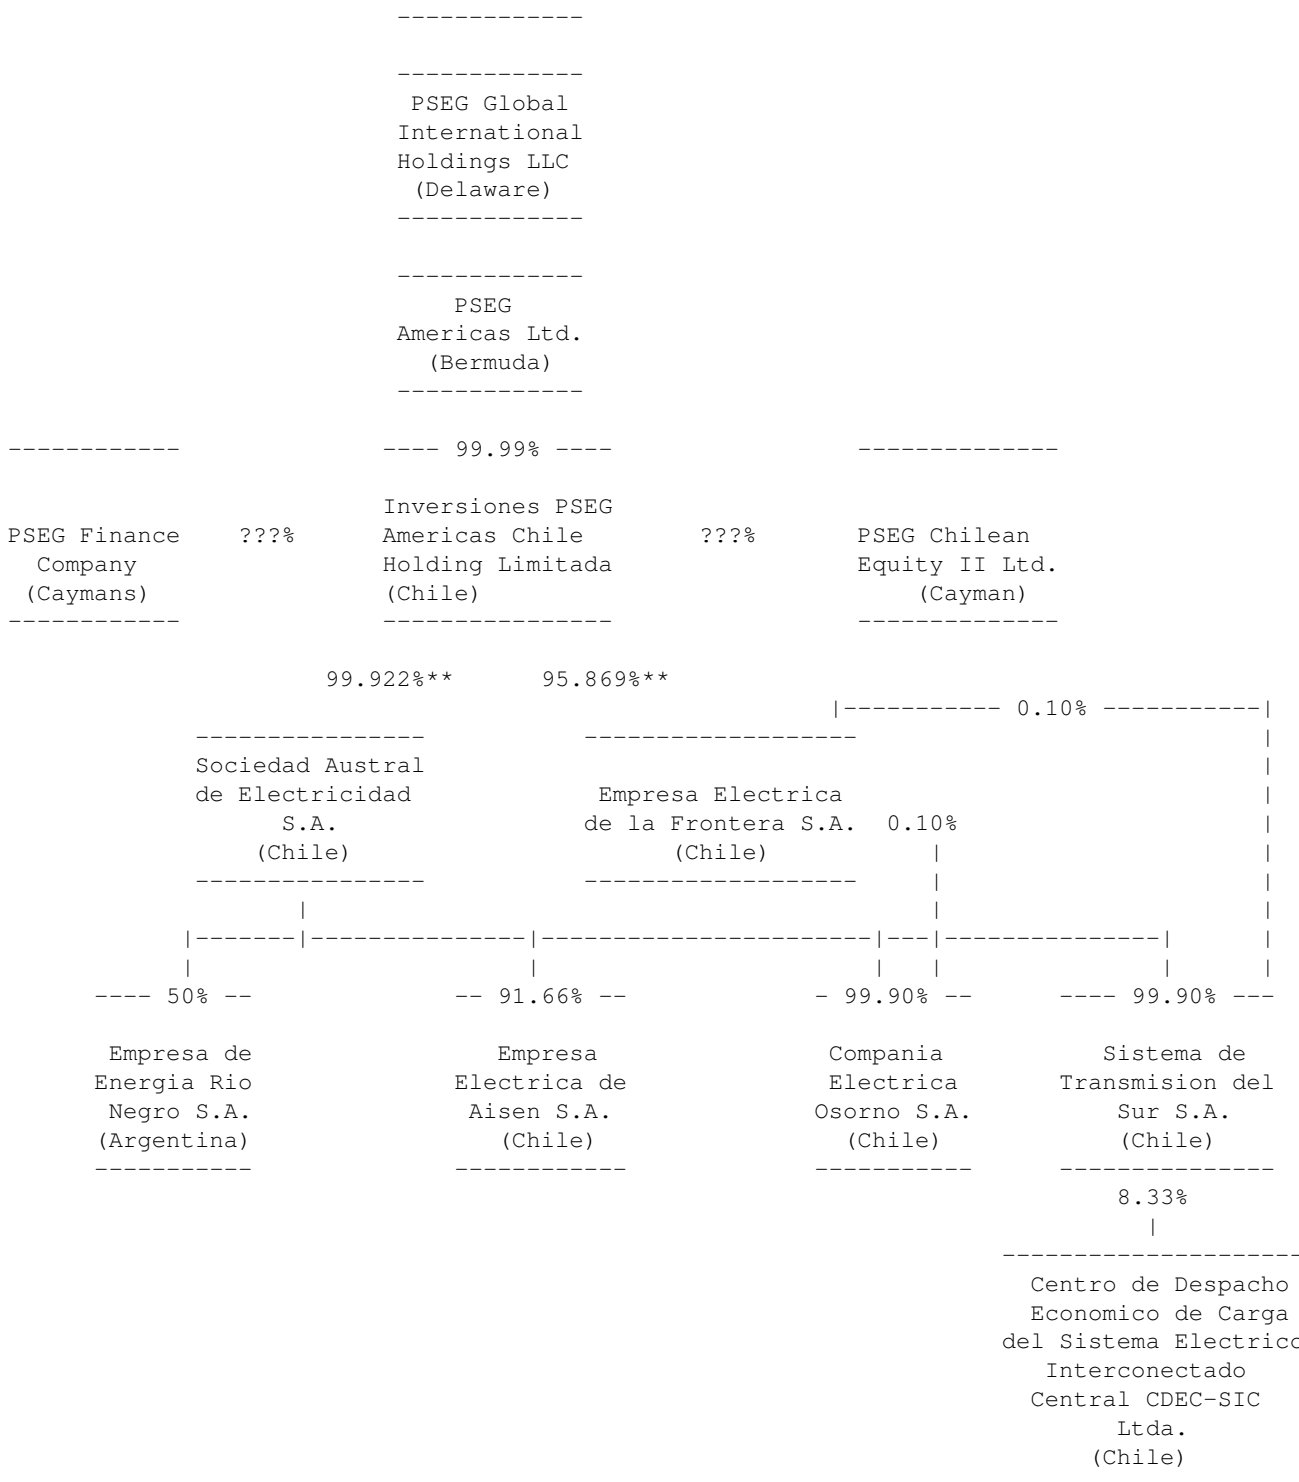 -------------
-------------
PSEG Global
International
Holdings LLC
(Delaware)
-------------
-------------
PSEG
Americas Ltd.
(Bermuda)
-------------
------------ ---- 99.99% ---- --------------
Inversiones PSEG
PSEG Finance ???% Americas Chile ???% PSEG Chilean
Company Holding Limitada Equity II Ltd.
(Caymans) (Chile) (Cayman)
------------ ---------------- --------------
99.922%** 95.869%**
|----------- 0.10% -----------|
---------------- ------------------- |
Sociedad Austral |
de Electricidad Empresa Electrica |
S.A. de la Frontera S.A. 0.10% |
(Chile) (Chile) | |
---------------- ------------------- | |
| | |
|-------|---------------|-----------------------|---|---------------| |
| | | | | |
---- 50% -- -- 91.66% -- - 99.90% -- ---- 99.90% ---
Empresa de Empresa Compania Sistema de
Energia Rio Electrica de Electrica Transmision del
Negro S.A. Aisen S.A. Osorno S.A. Sur S.A.
(Argentina) (Chile) (Chile) (Chile)
----------- ------------ ----------- ---------------
8.33%
|
---------------------
Centro de Despacho
Economico de Carga
del Sistema Electrico
Interconectado
Central CDEC-SIC
Ltda.
(Chile)